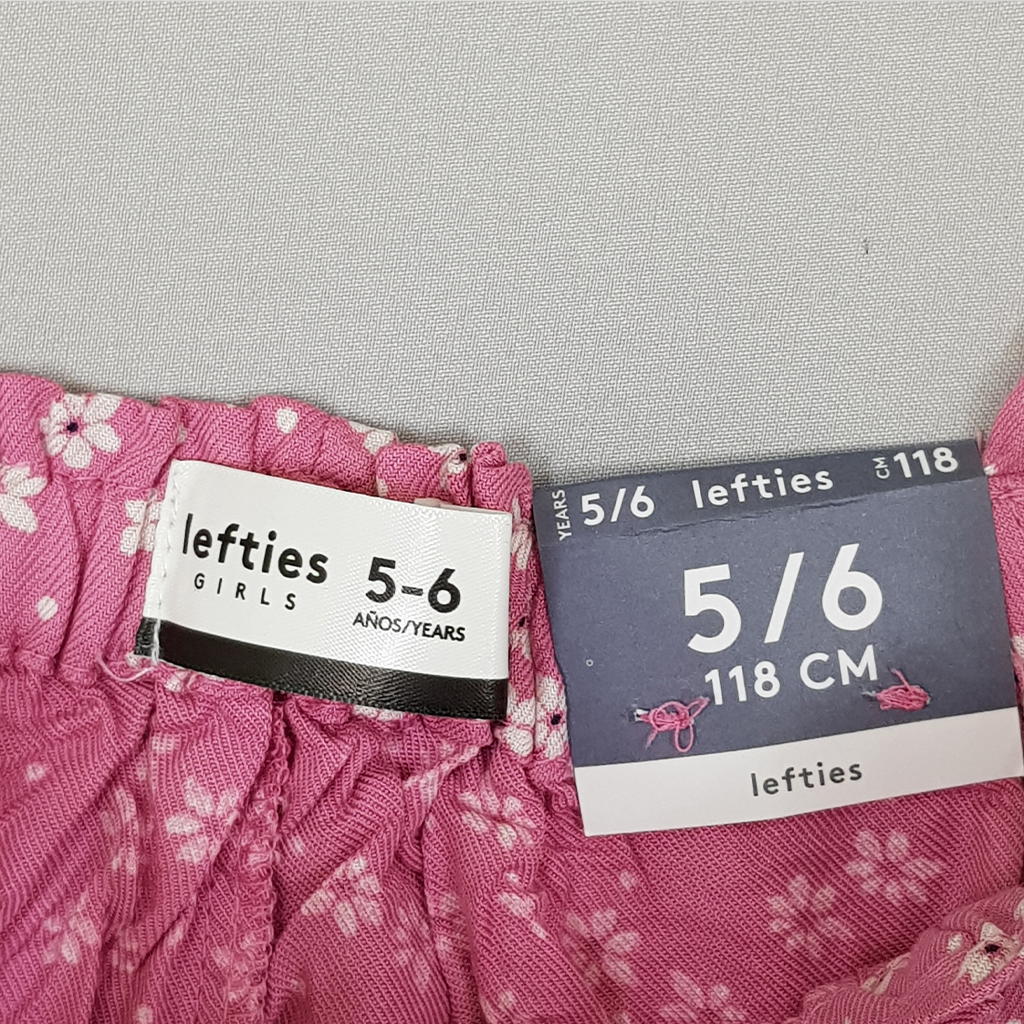 lefties
GIRLS
5-6
AÑOS/YEARS
YEARS 5/6 lefties CM 118
5/6
118 CM
lefties